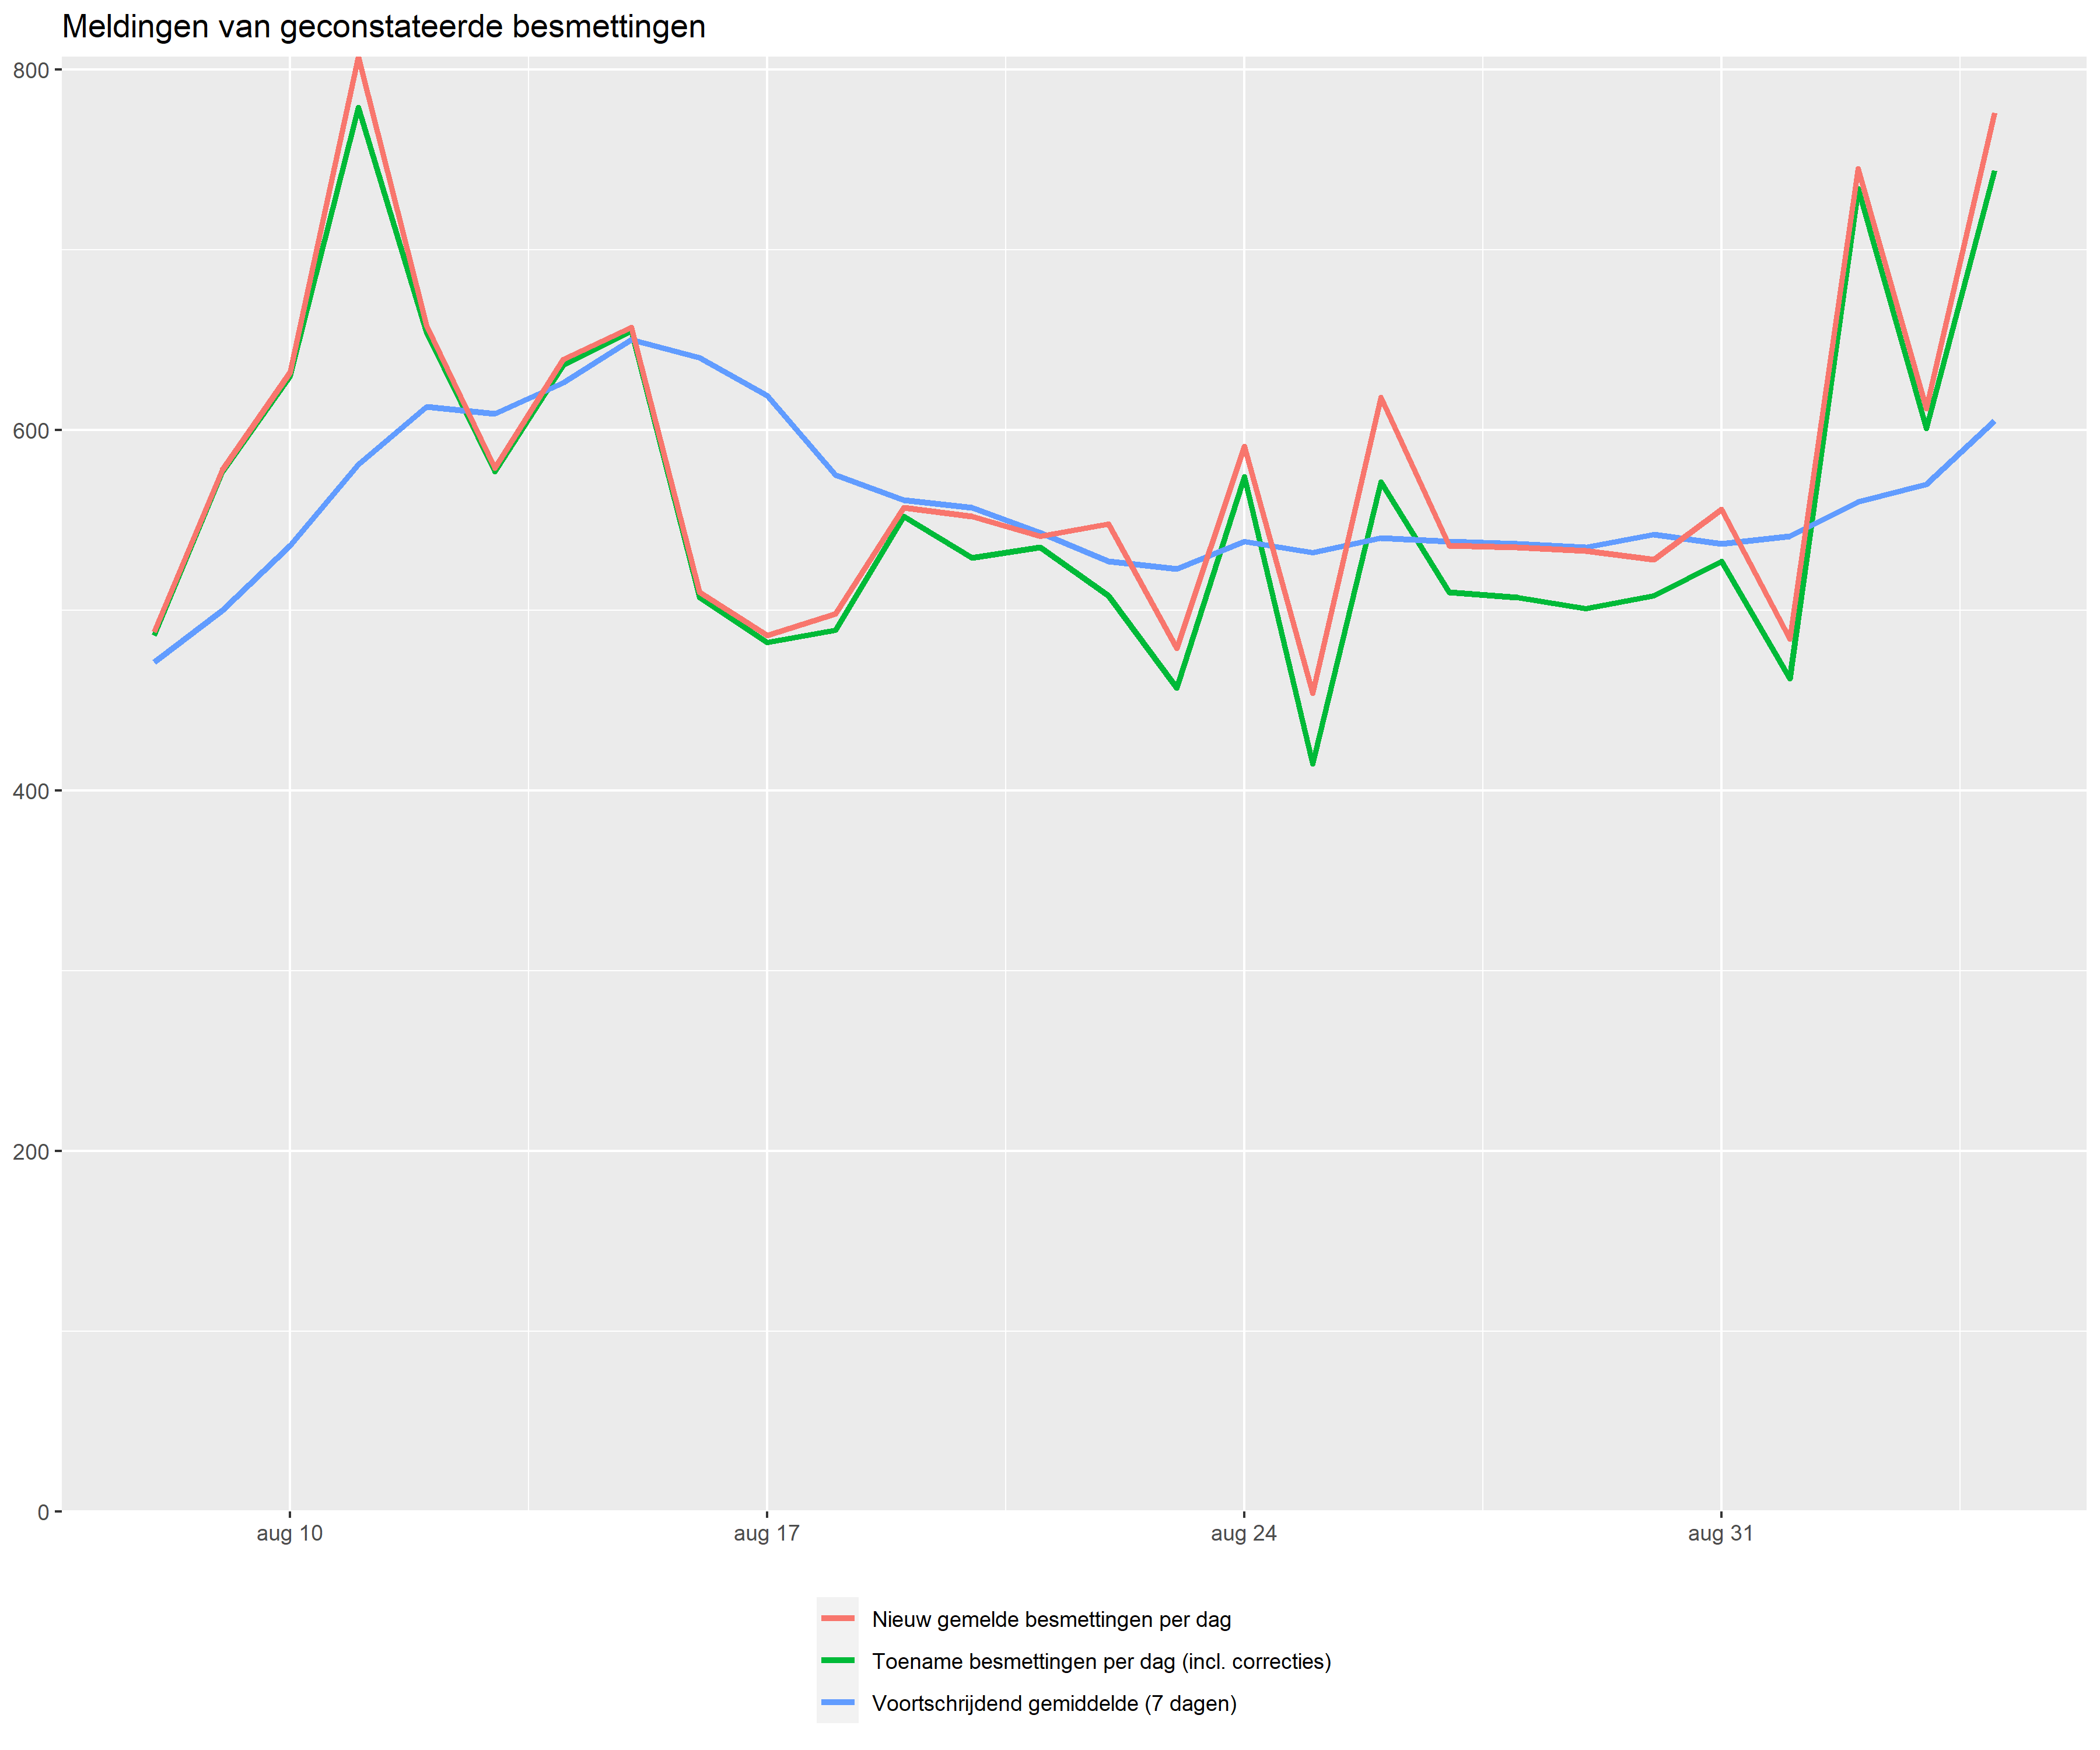 Meldingen van geconstateerde besmettingen
800
600
400
200
0
aug 10
aug 17
aug 24
aug 31
Nieuw gemelde besmettingen per dag
Toename besmettingen per dag (incl. correcties)
Voortschrijdend gemiddelde (7 dagen)